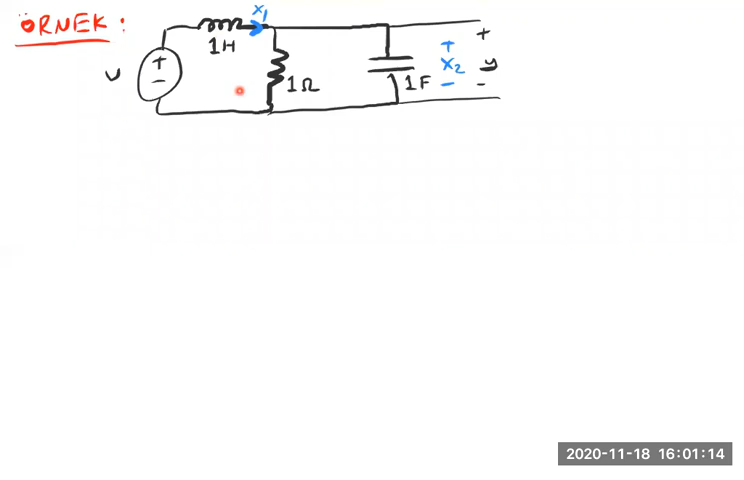 ÖRNEK:
x₁
1H
u
+
-
1Ω
1F
+
x₂
-
+
y
-
2020-11-18 16:01:14